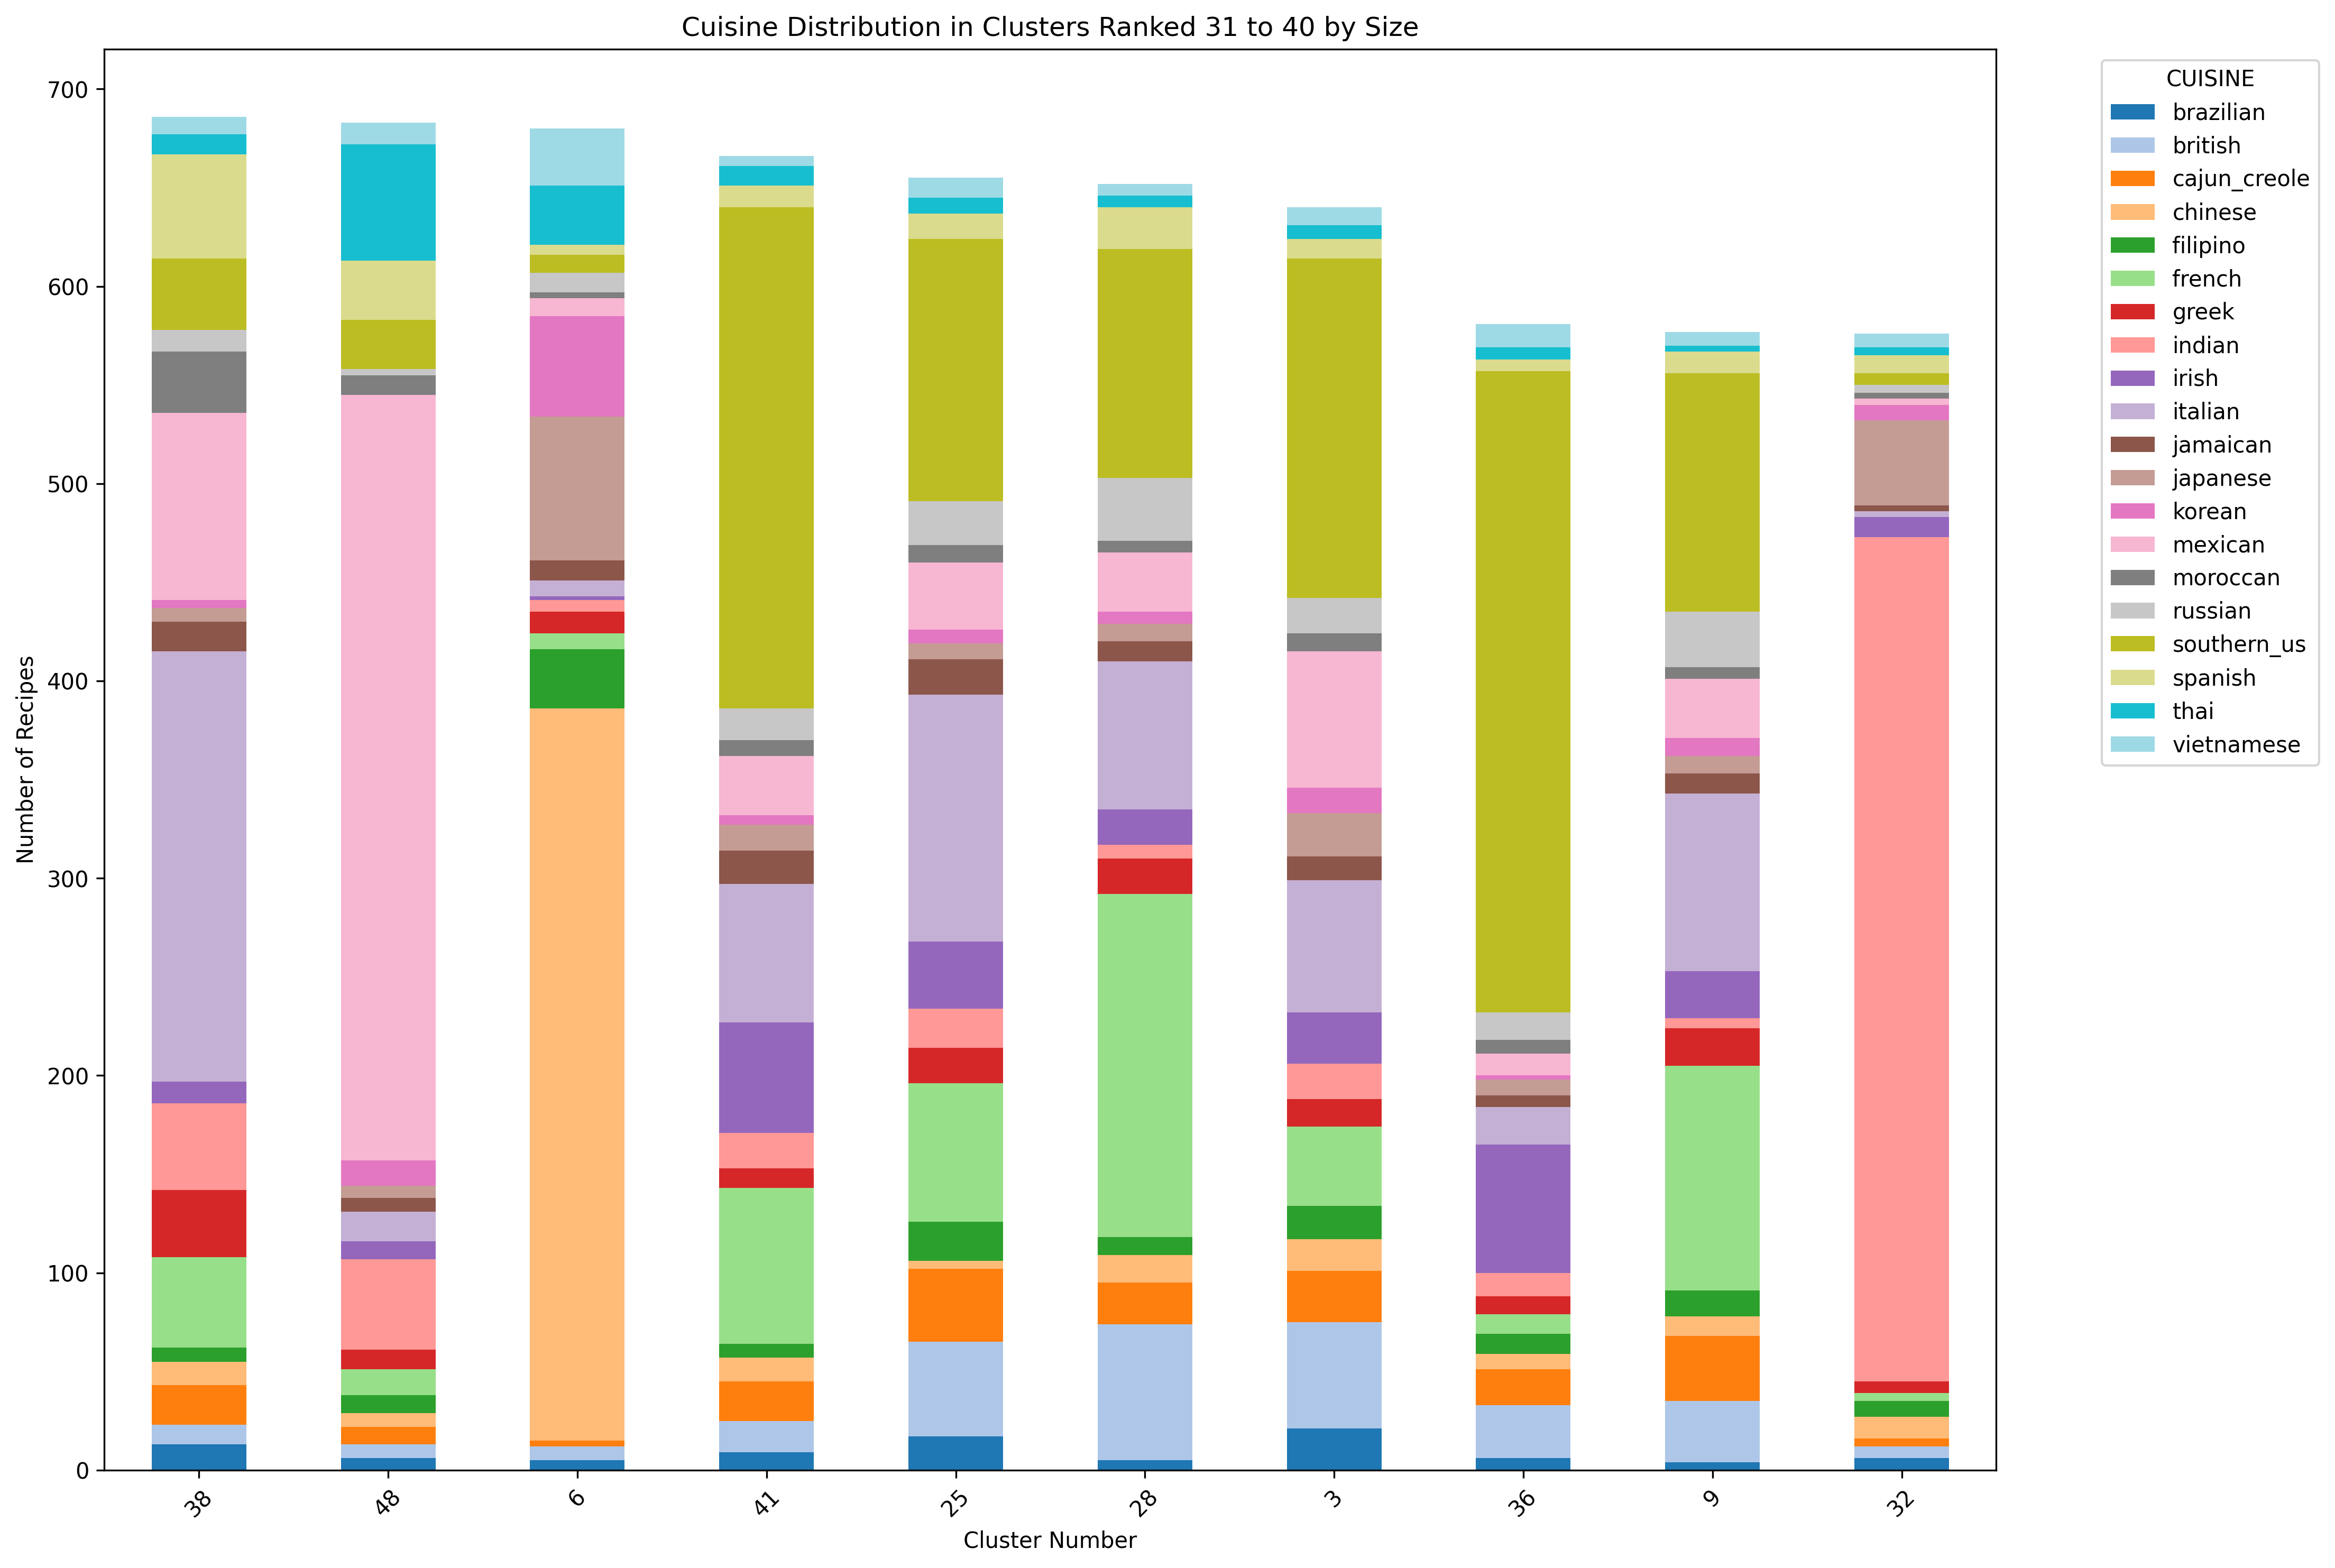 Cuisine Distribution in Clusters Ranked 31 to 40 by Size
700
600
500
400
300
200
100
0
Number of Recipes
38
48
6
41
25
28
3
36
9
32
Cluster Number
CUISINE
brazilian
british
cajun_creole
chinese
filipino
french
greek
indian
irish
italian
jamaican
japanese
korean
mexican
moroccan
russian
southern_us
spanish
thai
vietnamese